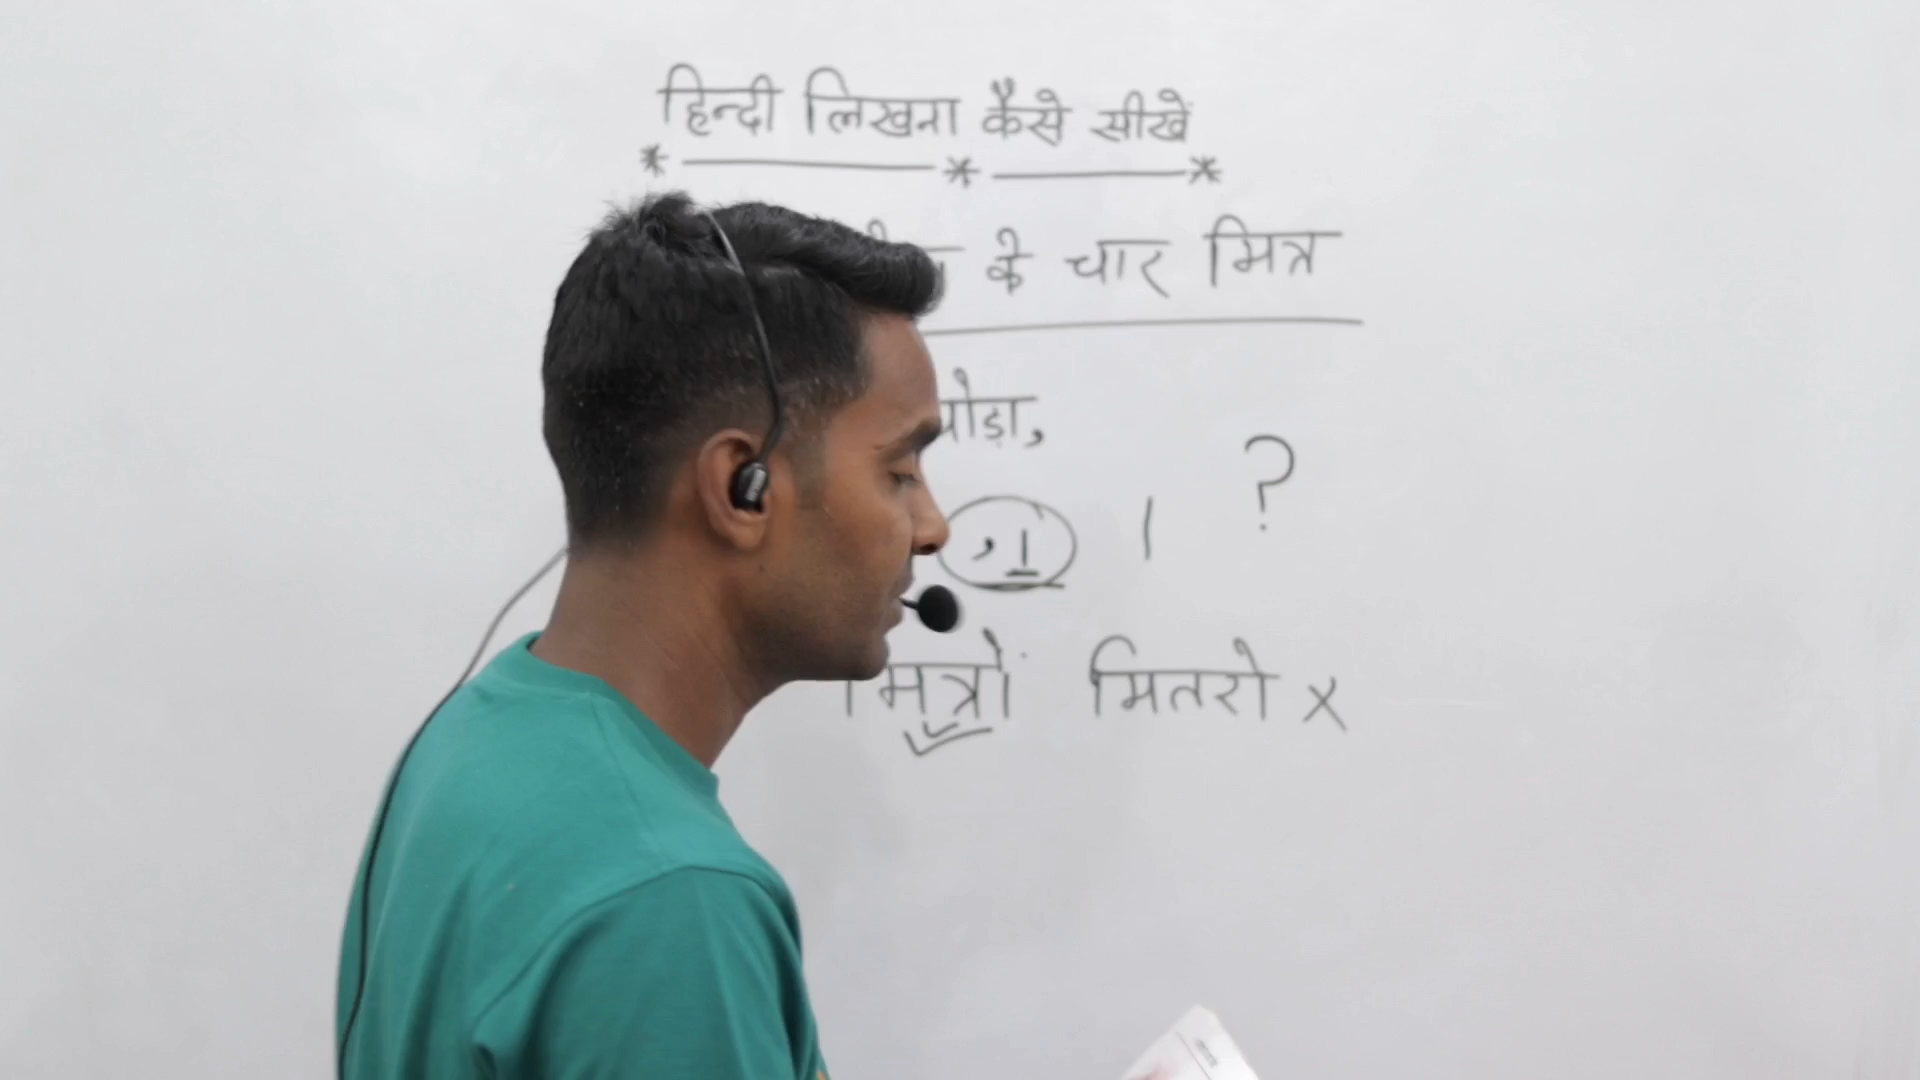 हिन्दी लिखना कैसे सीखें
* * *
के चार मित्र
, । । ?
मित्रों मितरो x